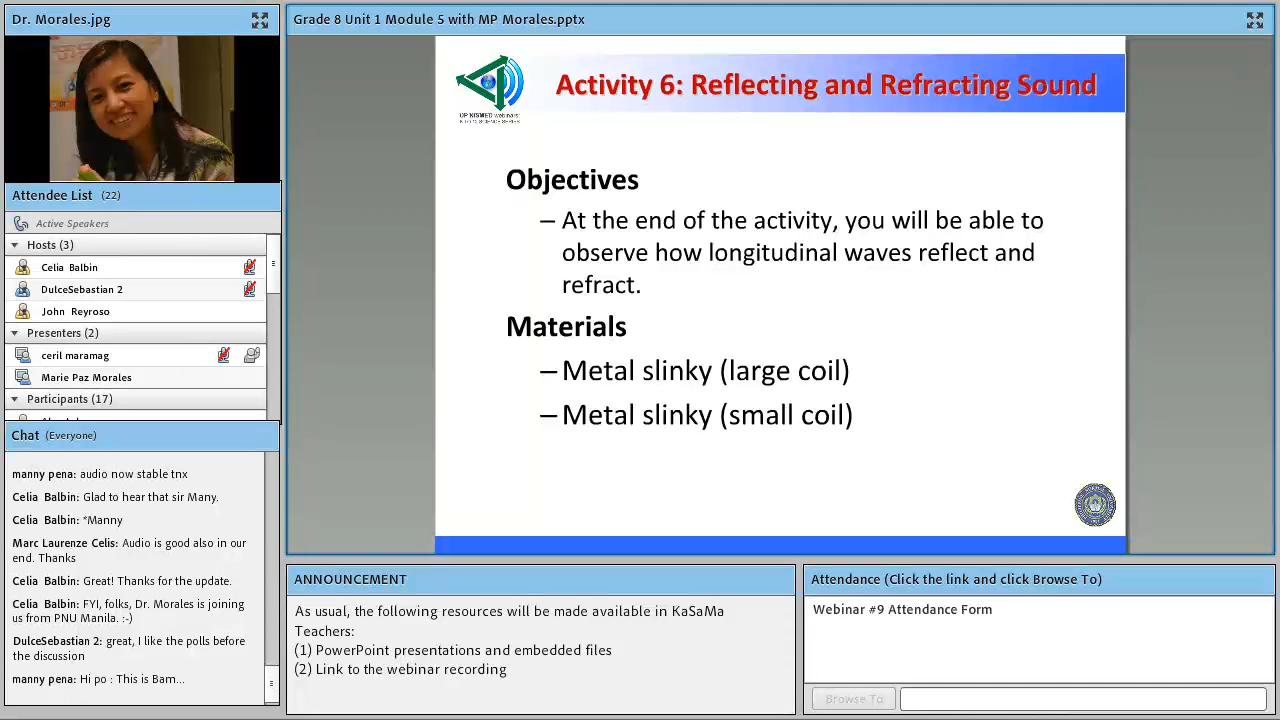 Dr. Morales.jpg
Attendee List (22)
Active Speakers
Hosts (3)
Celia Balbin
DulceSebastian 2
John Reyroso
Presenters (2)
ceril maramag
Marie Paz Morales
Participants (17)
Chat (Everyone)
manny pena: audio now stable tnx
Celia Balbin: Glad to hear that sir Many.
Celia Balbin: *Manny
Marc Laurenze Celis: Audio is good also in our
end. Thanks
Celia Balbin: Great! Thanks for the update.
Celia Balbin: FYI, folks, Dr. Morales is joining
us from PNU Manila. :-)
DulceSebastian 2: great, I like the polls before
the discussion
manny pena: Hi po : This is Bam...
Grade 8 Unit 1 Module 5 with MP Morales.pptx
UP NISMED webinars:
K TO 12 SCIENCE SERIES
Activity 6: Reflecting and Refracting Sound
Objectives
– At the end of the activity, you will be able to
observe how longitudinal waves reflect and
refract.
Materials
– Metal slinky (large coil)
– Metal slinky (small coil)
ANNOUNCEMENT
As usual, the following resources will be made available in KaSaMa
Teachers:
(1) PowerPoint presentations and embedded files
(2) Link to the webinar recording
Attendance (Click the link and click Browse To)
Webinar #9 Attendance Form
Browse To